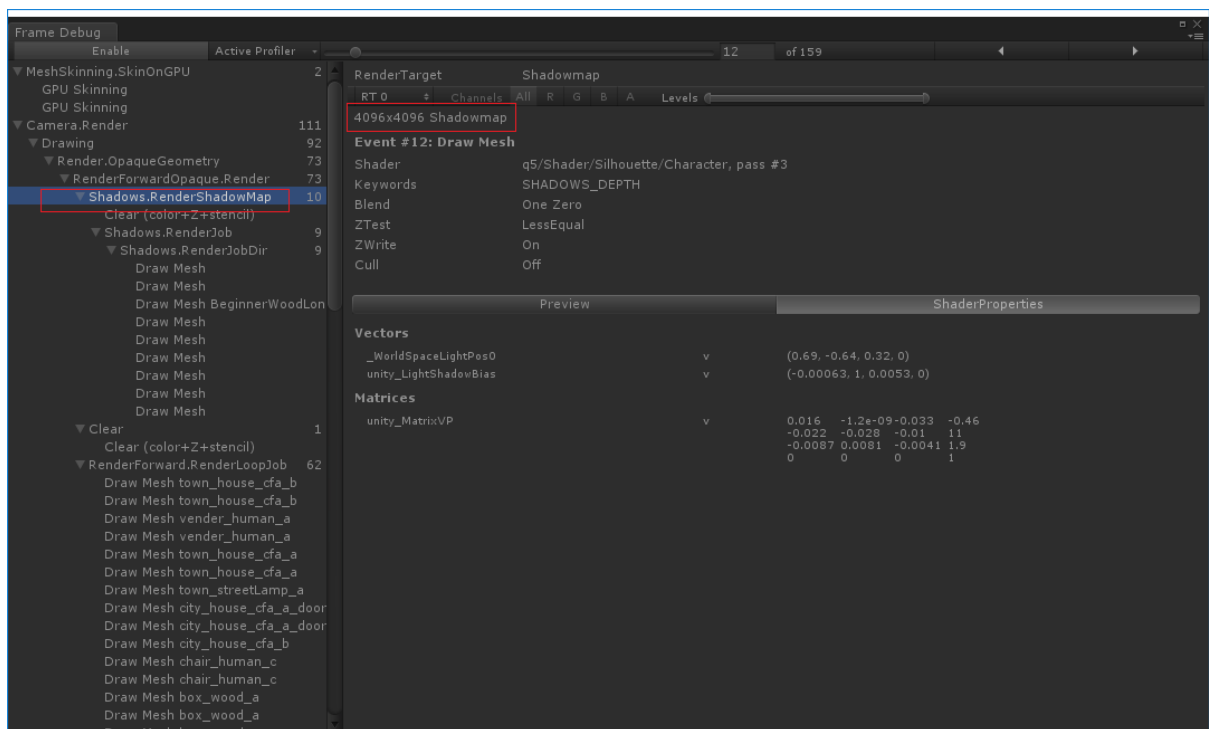 Frame Debug
Enable Active Profiler 12 of 159
MeshSkinning.SkinOnGPU 2
GPU Skinning
GPU Skinning
Camera.Render 111
Drawing 92
Render.OpaqueGeometry 73
RenderForwardOpaque.Render 73
Shadows.RenderShadowMap 10
Clear (color+Z+stencil)
Shadows.RenderJob 9
Shadows.RenderJobDir 9
Draw Mesh
Draw Mesh
Draw Mesh BeginnerWoodLon
Draw Mesh
Draw Mesh
Draw Mesh
Draw Mesh
Draw Mesh
Draw Mesh
Clear 1
Clear (color+Z+stencil)
RenderForward.RenderLoopJob 62
Draw Mesh town_house_cfa_b
Draw Mesh town_house_cfa_b
Draw Mesh vender_human_a
Draw Mesh vender_human_a
Draw Mesh town_house_cfa_a
Draw Mesh town_house_cfa_a
Draw Mesh town_streetLamp_a
Draw Mesh city_house_cfa_a_door
Draw Mesh city_house_cfa_a_door
Draw Mesh city_house_cfa_b
Draw Mesh chair_human_c
Draw Mesh chair_human_c
Draw Mesh box_wood_a
Draw Mesh box_wood_a
RenderTarget Shadowmap
RT 0 Channels All R G B A Levels
4096x4096 Shadowmap
Event #12: Draw Mesh
Shader q5/Shader/Silhouette/Character, pass #3
Keywords SHADOWS_DEPTH
Blend One Zero
ZTest LessEqual
ZWrite On
Cull Off
Preview ShaderProperties
Vectors
_WorldSpaceLightPos0 v (0.69, -0.64, 0.32, 0)
unity_LightShadowBias v (-0.00063, 1, 0.0053, 0)
Matrices
unity_MatrixVP v 0.016 -1.2e-09 -0.033 -0.46
-0.022 -0.028 -0.01 11
-0.0087 0.0081 -0.0041 1.9
0 0 0 1